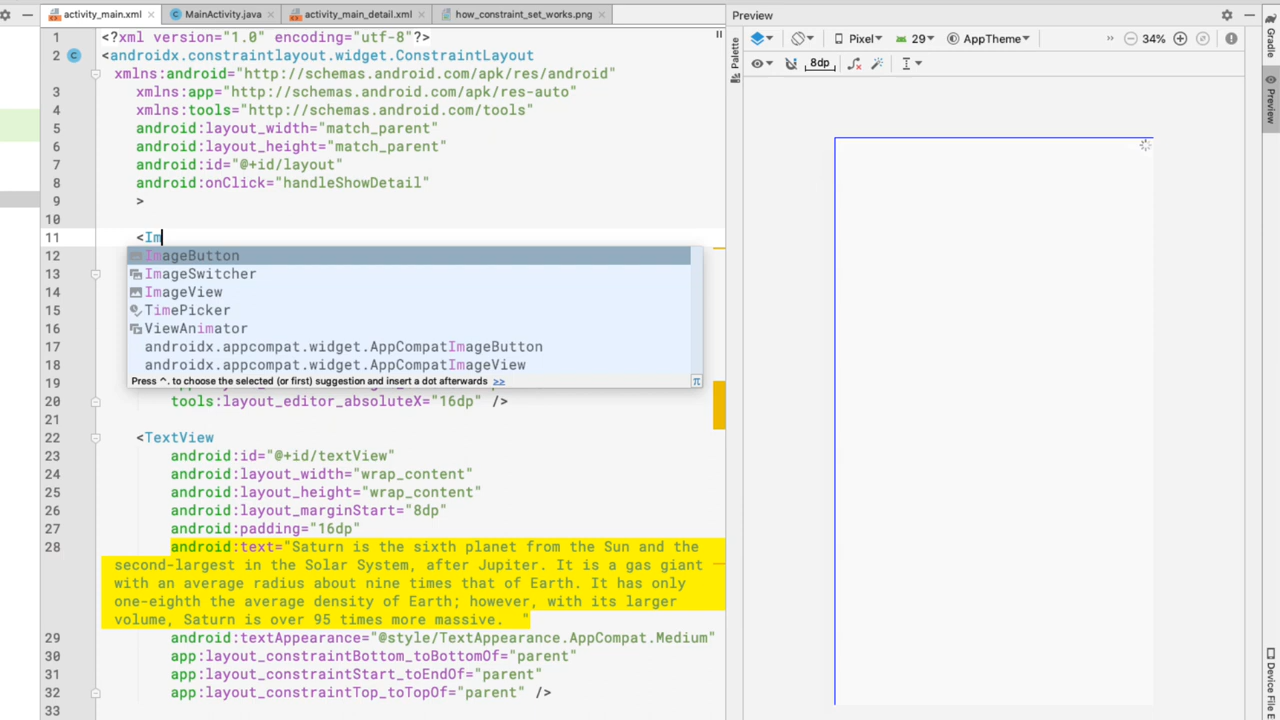 activity_main.xml
MainActivity.java
activity_main_detail.xml
how_constraint_set_works.png
Preview
Palette
Pixel
29
AppTheme
34%
8dp
Gradle
Preview
1 <?xml version="1.0" encoding="utf-8"?>
2 <androidx.constraintlayout.widget.ConstraintLayout
xmlns:android="http://schemas.android.com/apk/res/android"
3 xmlns:app="http://schemas.android.com/apk/res-auto"
4 xmlns:tools="http://schemas.android.com/tools"
5 android:layout_width="match_parent"
6 android:layout_height="match_parent"
7 android:id="@+id/layout"
8 android:onClick="handleShowDetail"
9 >
10
11 <Im
12 ImageButton
13 ImageSwitcher
14 ImageView
15 TimePicker
16 ViewAnimator
17 androidx.appcompat.widget.AppCompatImageButton
18 androidx.appcompat.widget.AppCompatImageView
Press ^. to choose the selected (or first) suggestion and insert a dot afterwards >> π
19
20 tools:layout_editor_absoluteX="16dp" />
21
22 <TextView
23 android:id="@+id/textView"
24 android:layout_width="wrap_content"
25 android:layout_height="wrap_content"
26 android:layout_marginStart="8dp"
27 android:padding="16dp"
28 android:text="Saturn is the sixth planet from the Sun and the
second-largest in the Solar System, after Jupiter. It is a gas giant
with an average radius about nine times that of Earth. It has only
one-eighth the average density of Earth; however, with its larger
volume, Saturn is over 95 times more massive.  "
29 android:textAppearance="@style/TextAppearance.AppCompat.Medium"
30 app:layout_constraintBottom_toBottomOf="parent"
31 app:layout_constraintStart_toEndOf="parent"
32 app:layout_constraintTop_toTopOf="parent" />
33
Device File E